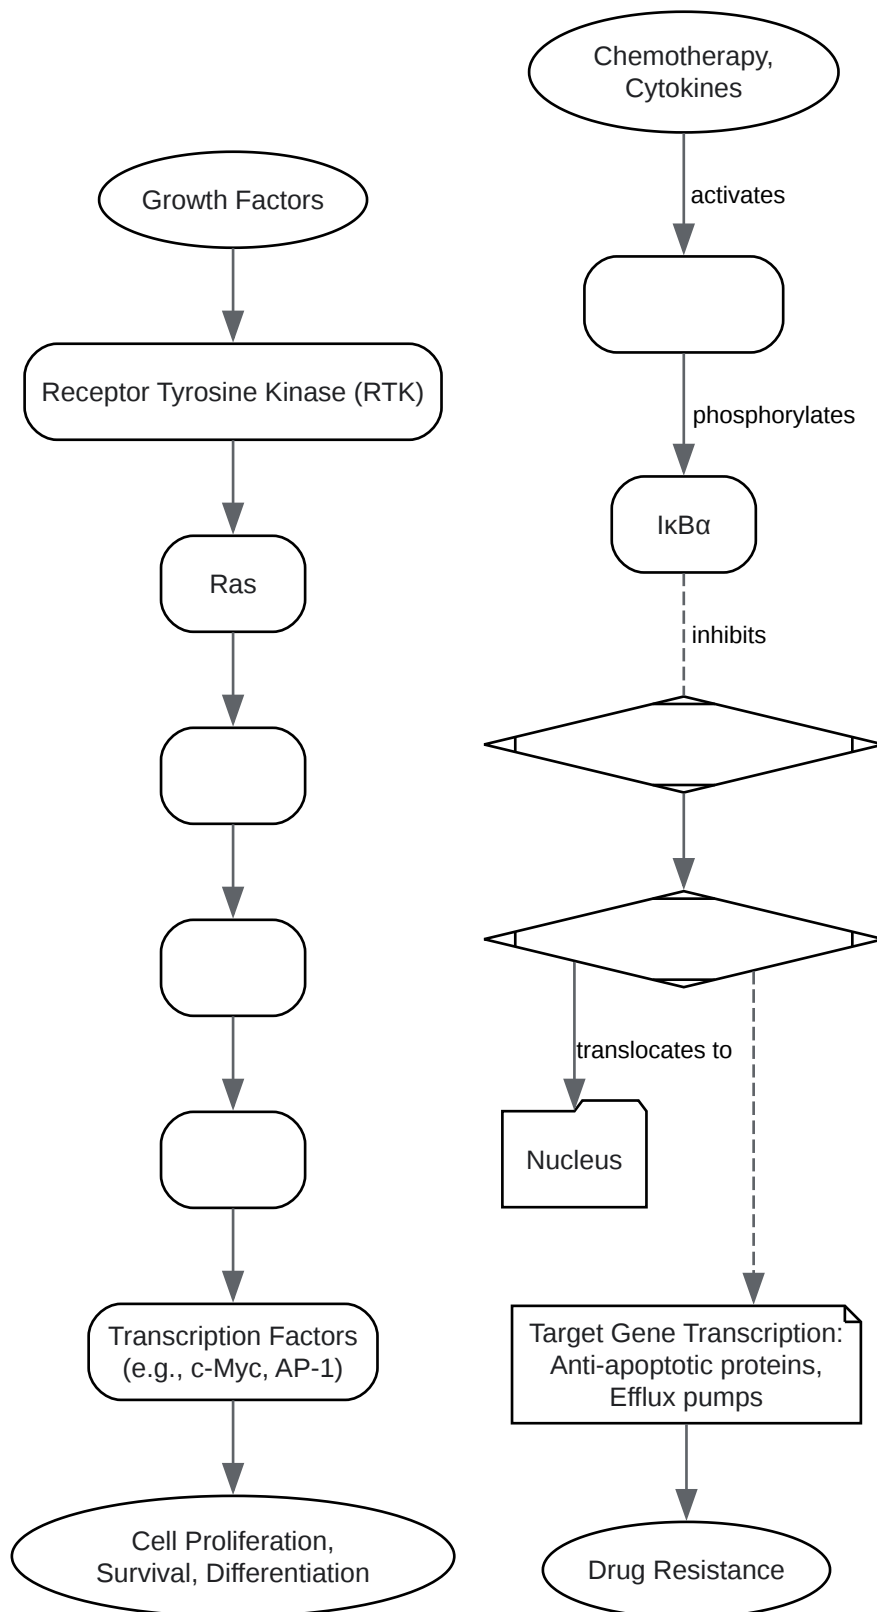 Growth Factors
Receptor Tyrosine Kinase (RTK)
Ras
Transcription Factors
(e.g., c-Myc, AP-1)
Cell Proliferation,
Survival, Differentiation
Chemotherapy,
Cytokines
activates
phosphorylates
IκBα
inhibits
translocates to
Nucleus
Target Gene Transcription:
Anti-apoptotic proteins,
Efflux pumps
Drug Resistance